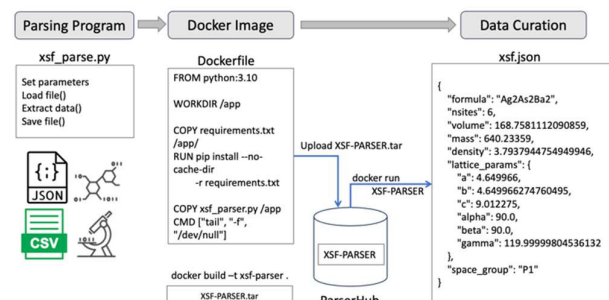 Parsing Program
Docker Image
Data Curation
xsf_parse.py
Set parameters
Load file()
Extract data()
Save file()
{;}
JSON
CSV
Dockerfile
FROM python:3.10
WORKDIR /app
COPY requirements.txt
/app/
RUN pip install --no-
cache-dir
-r requirements.txt
COPY xsf_parser.py /app
CMD ["tail", "-f",
"/dev/null"]
docker build –t xsf-parser .
XSF-PARSER.tar
Upload XSF-PARSER.tar
docker run
XSF-PARSER
XSF-PARSER
ParserHub
xsf.json
{
"formula": "Ag2As2Ba2",
"nsites": 6,
"volume": 168.7581112090859,
"mass": 640.23359,
"density": 3.7937944754949946,
"lattice_params": {
"a": 4.649966,
"b": 4.649966274760495,
"c": 9.012275,
"alpha": 90.0,
"beta": 90.0,
"gamma": 119.99999804536132
},
"space_group": "P1"
}